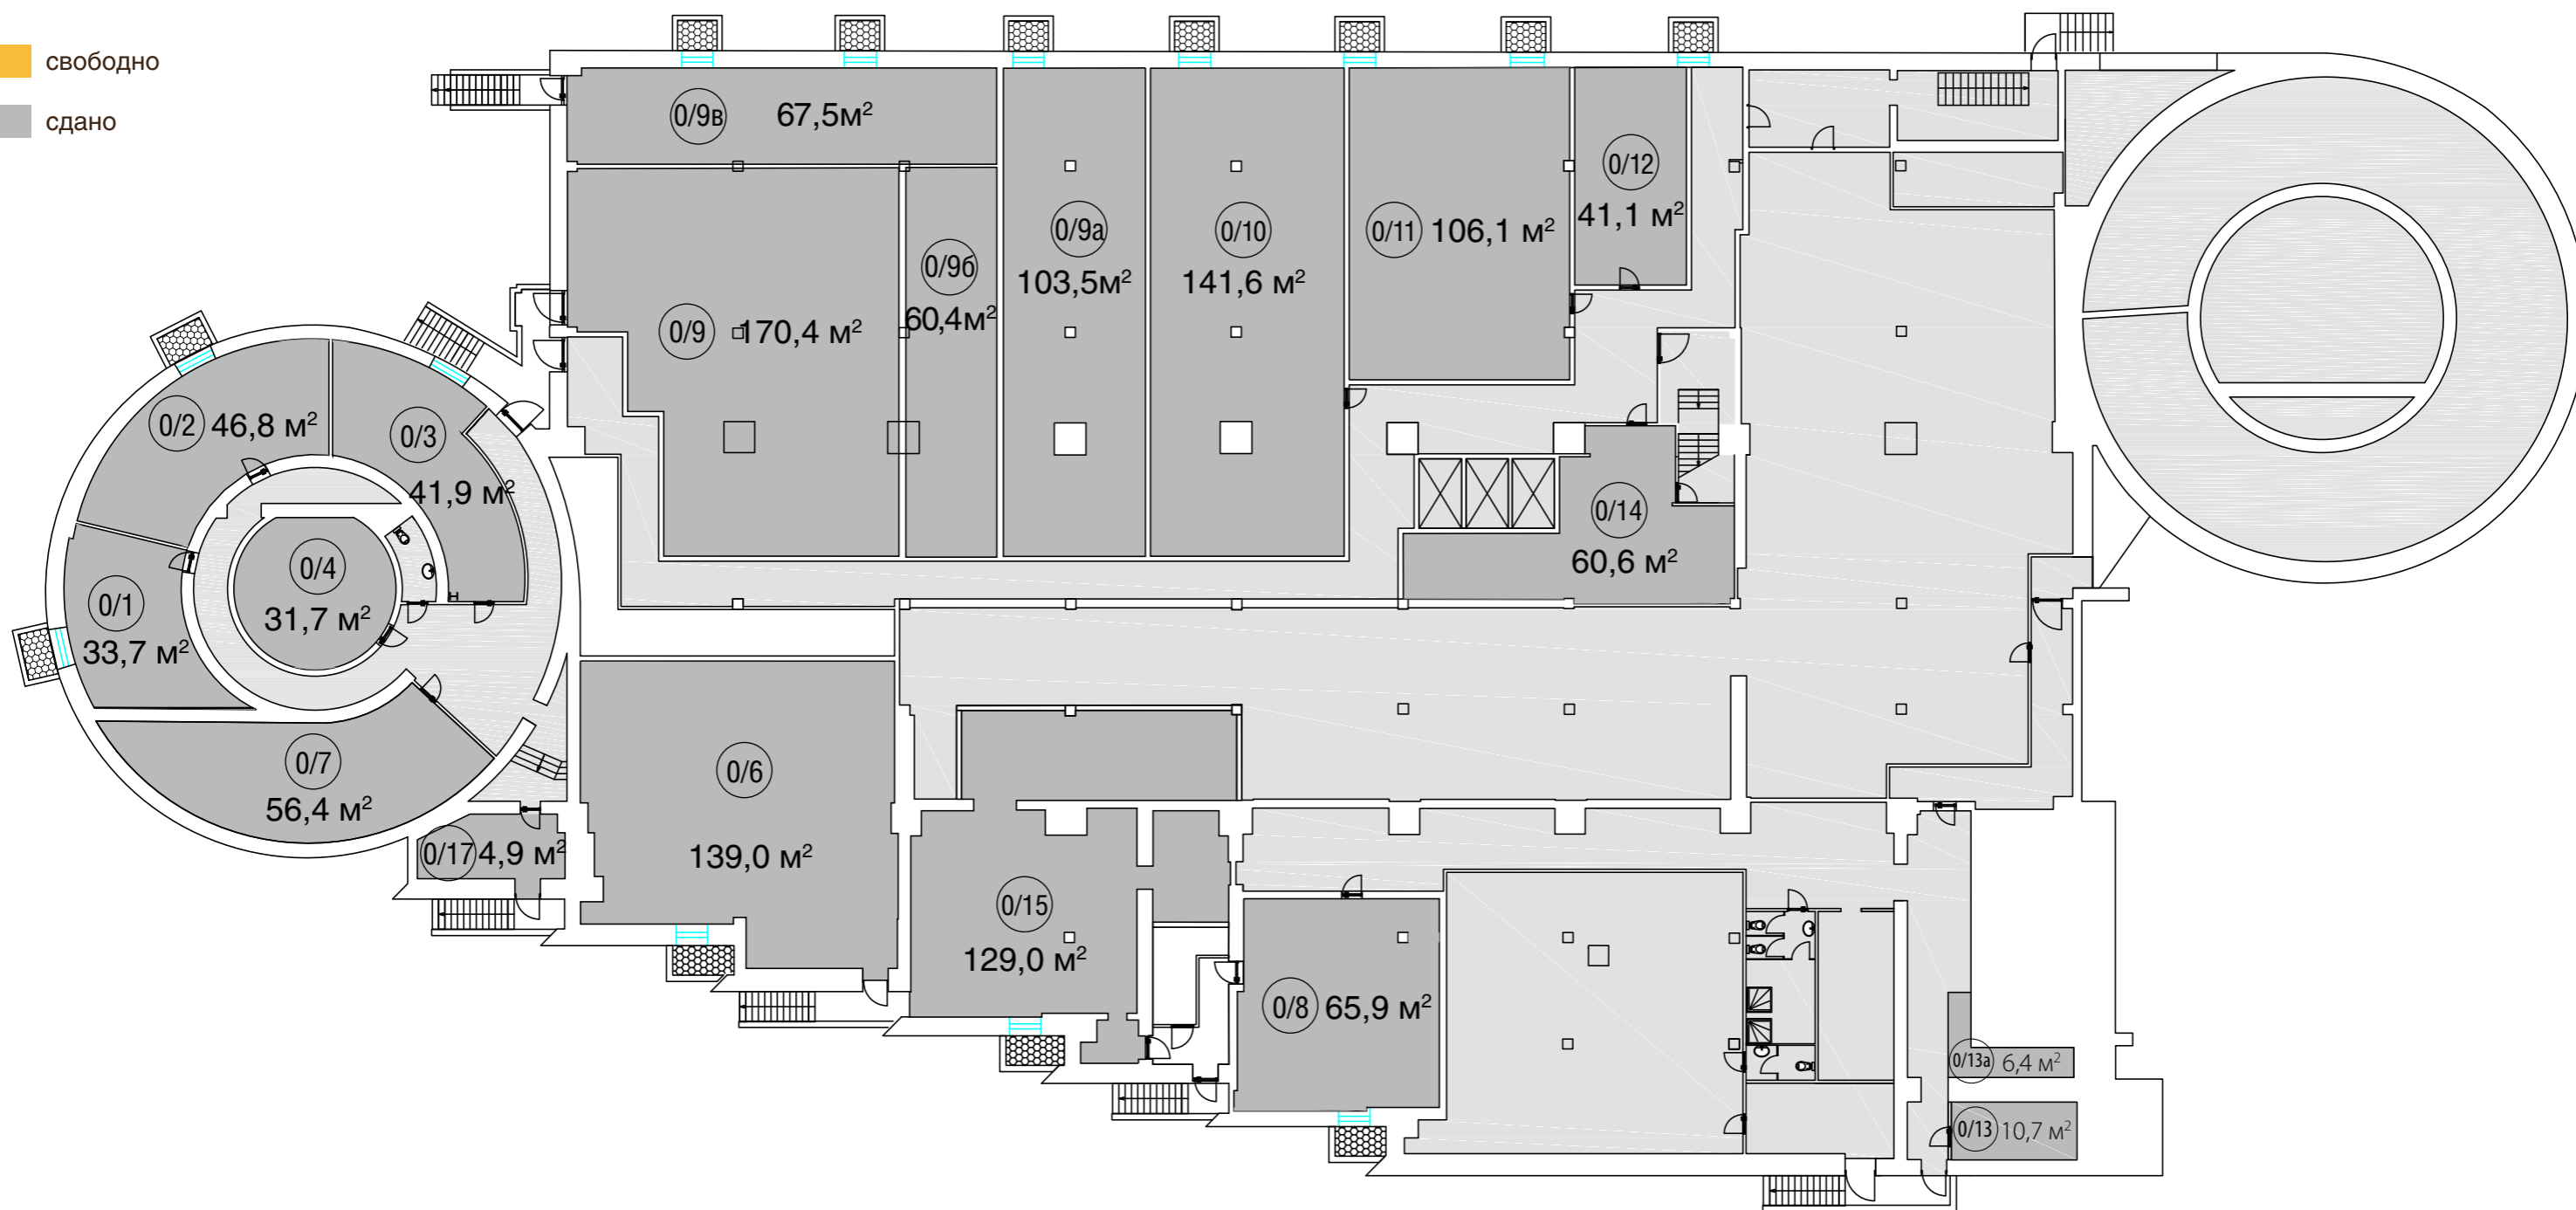 свободно
сдано
0/9в 67,5м²
0/12
41,1 м²
0/9а
103,5м²
0/10
141,6 м²
0/11 106,1 м²
0/9б
60,4м²
0/9 170,4 м²
0/2 46,8 м²
0/3
41,9 м²
0/14
60,6 м²
0/4
31,7 м²
0/1
33,7 м²
0/7
56,4 м²
0/6
139,0 м²
0/17 4,9 м²
0/15
129,0 м²
0/8 65,9 м²
0/13а 6,4 м²
0/13 10,7 м²